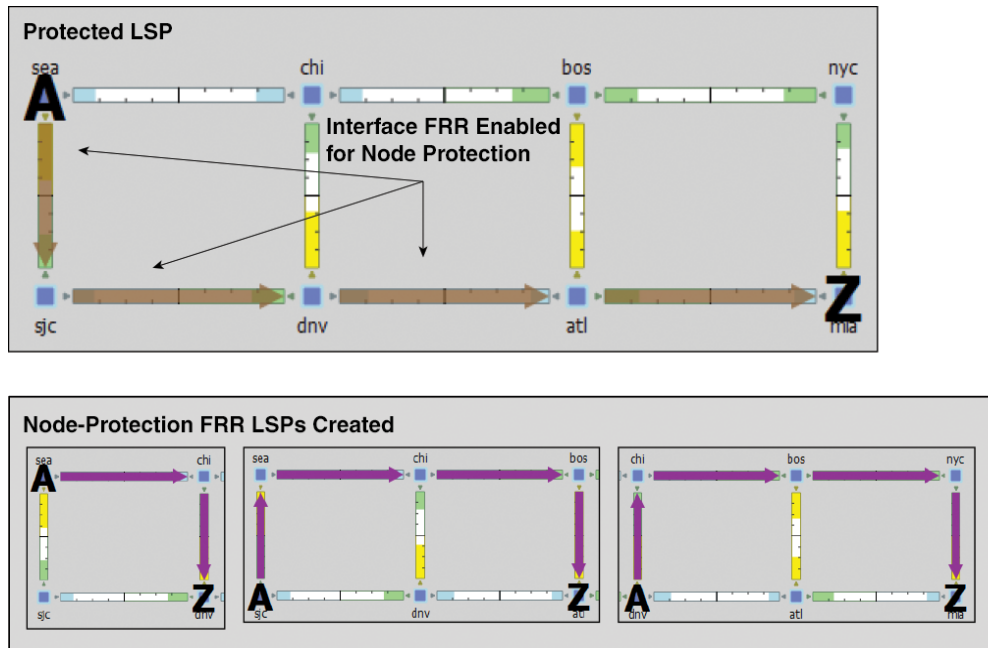 Protected LSP
sea chi bos nyc
A
Interface FRR Enabled
for Node Protection
Z
sjc dnv atl mia
Node-Protection FRR LSPs Created
sea chi
A
Z
sjc dnv
sea chi bos
A Z
sjc dnv atl
chi bos nyc
A Z
dnv atl mia